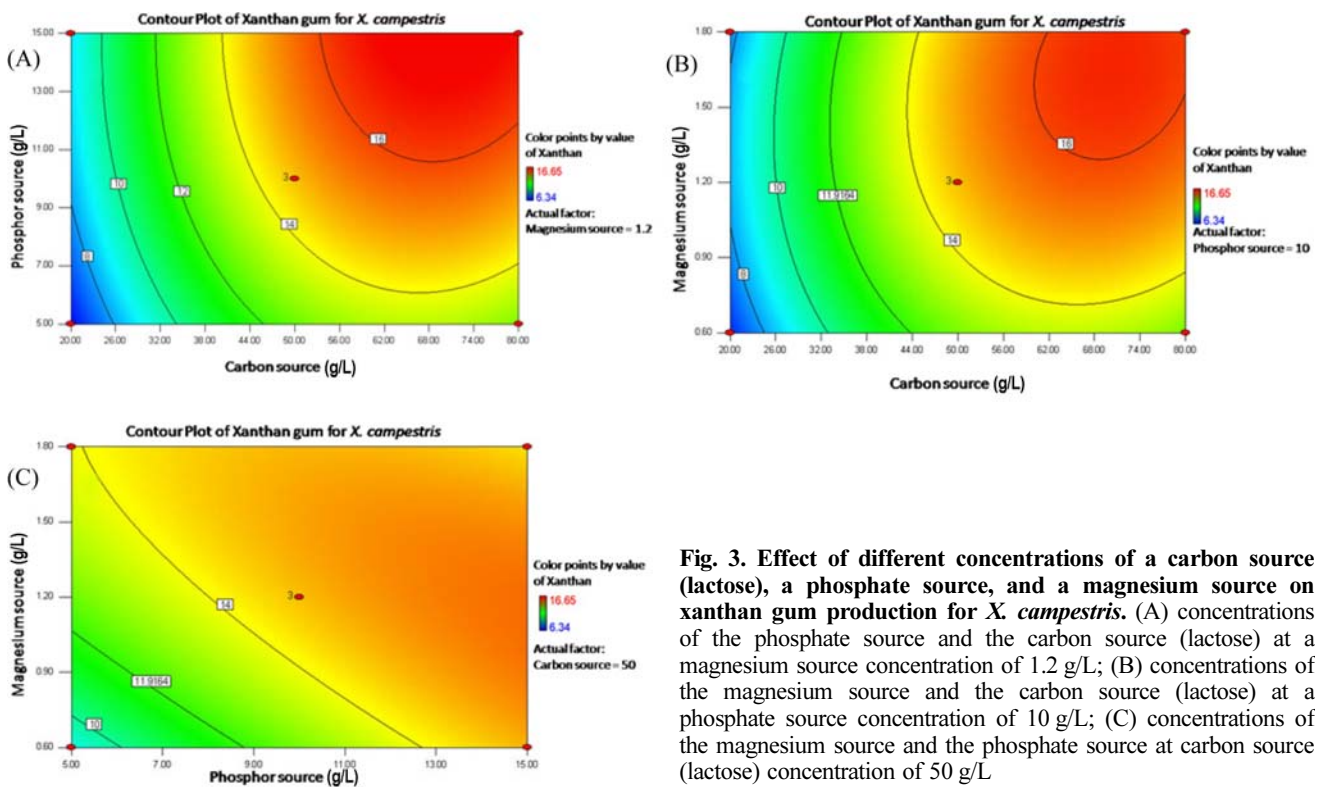 Contour Plot of Xanthan gum for X. campestris
(A)
Phosphor source (g/L)
15.00
13.00
11.00
9.00
7.00
5.00
8
10
12
14
16
3
20.00 26.00 32.00 38.00 44.00 50.00 56.00 62.00 68.00 74.00 80.00
Carbon source (g/L)
Color points by value
of Xanthan
16.65
6.34
Actual factor:
Magnesium source = 1.2
Contour Plot of Xanthan gum for X. campestris
(B)
Magnesium source (g/L)
1.80
1.50
1.20
0.90
0.60
8
10
11.9164
14
16
3
20.00 26.00 32.00 38.00 44.00 50.00 56.00 62.00 68.00 74.00 80.00
Carbon source (g/L)
Color points by value
of Xanthan
16.65
6.34
Actual factor:
Phosphor source = 10
Contour Plot of Xanthan gum for X. campestris
(C)
Magnesium source (g/L)
1.80
1.50
1.20
0.90
0.60
10
11.9164
14
3
5.00 7.00 9.00 11.00 13.00 15.00
Phosphor source (g/L)
Color points by value
of Xanthan
16.65
6.34
Actual factor:
Carbon source = 50
Fig. 3. Effect of different concentrations of a carbon source
(lactose), a phosphate source, and a magnesium source on
xanthan gum production for X. campestris. (A) concentrations
of the phosphate source and the carbon source (lactose) at a
magnesium source concentration of 1.2 g/L; (B) concentrations of
the magnesium source and the carbon source (lactose) at a
phosphate source concentration of 10 g/L; (C) concentrations of
the magnesium source and the phosphate source at carbon source
(lactose) concentration of 50 g/L